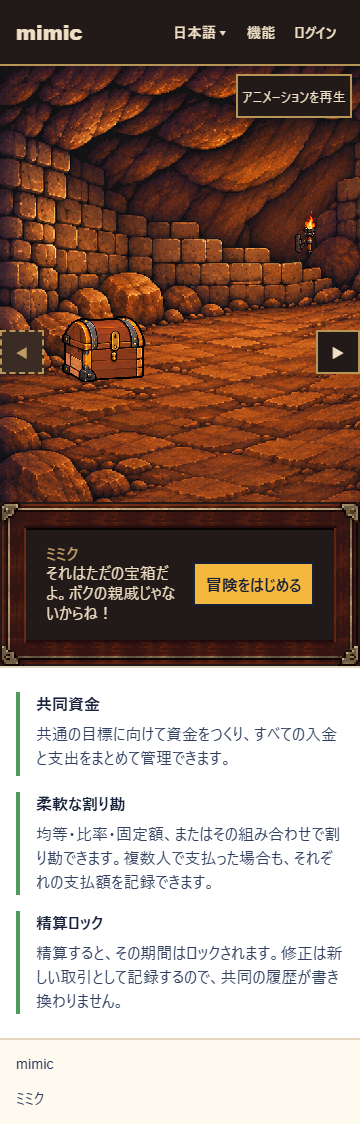 mimic
日本語▼ 機能 ログイン
アニメーションを再生
◀ ▶
ミミク
それはただの宝箱だ
よ。ボクの親戚じゃな
いからね！
冒険をはじめる
共同資金
共通の目標に向けて資金をつくり、すべての入金
と支出をまとめて管理できます。
柔軟な割り勘
均等・比率・固定額、またはその組み合わせで割
り勘できます。複数人で支払った場合も、それぞ
れの支払額を記録できます。
精算ロック
精算すると、その期間はロックされます。修正は新
しい取引として記録するので、共同の履歴が書き
換わりません。
mimic
ミミク